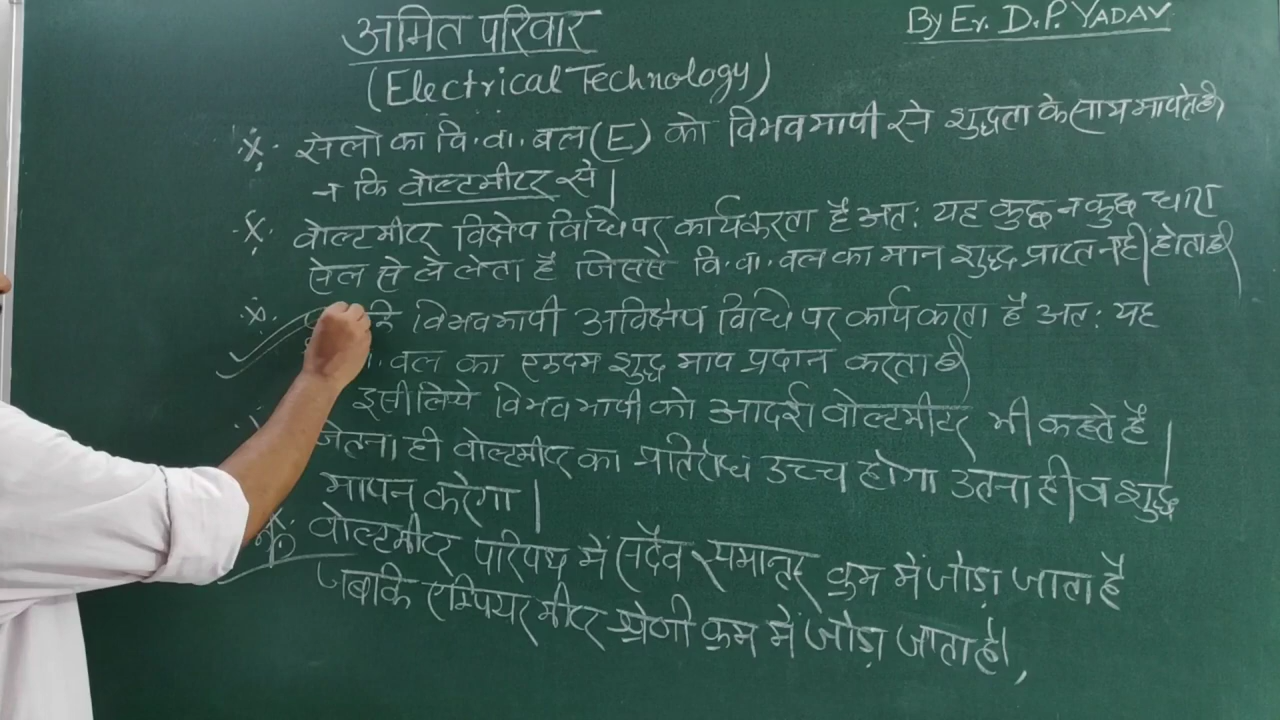 अमित परिवार
By Er. D.P. YADAV
(Electrical Technology)
सेलो का वि.वा. बल (E) को विभवमापी से शुद्धता के साथ मापते है,
न कि वोल्टमीटर से।
वोल्टमीटर विक्षेप विधि पर कार्य करता है अत: यह कुछ न कुछ धारा
सेल से ले लेता है जिससे वि.वा. बल का मान शुद्ध प्राप्त नही होता है
विभवमापी अविक्षेप विधि पर कार्य करता है अत: यह
बल का एकदम शुद्ध माप प्रदान करता है
इसीलिये विभवमापी को आदर्श वोल्टमीटर भी कहते है।
जितना ही वोल्टमीटर का प्रतिरोध उच्च होगा उतना ही व शुद्ध
मापन करेगा।
वोल्टमीटर परिपथ में सदैव समान्तर क्रम में जोड़ा जाता है
जबकि एम्पियर मीटर श्रेणी क्रम में जोड़ा जाता है।,